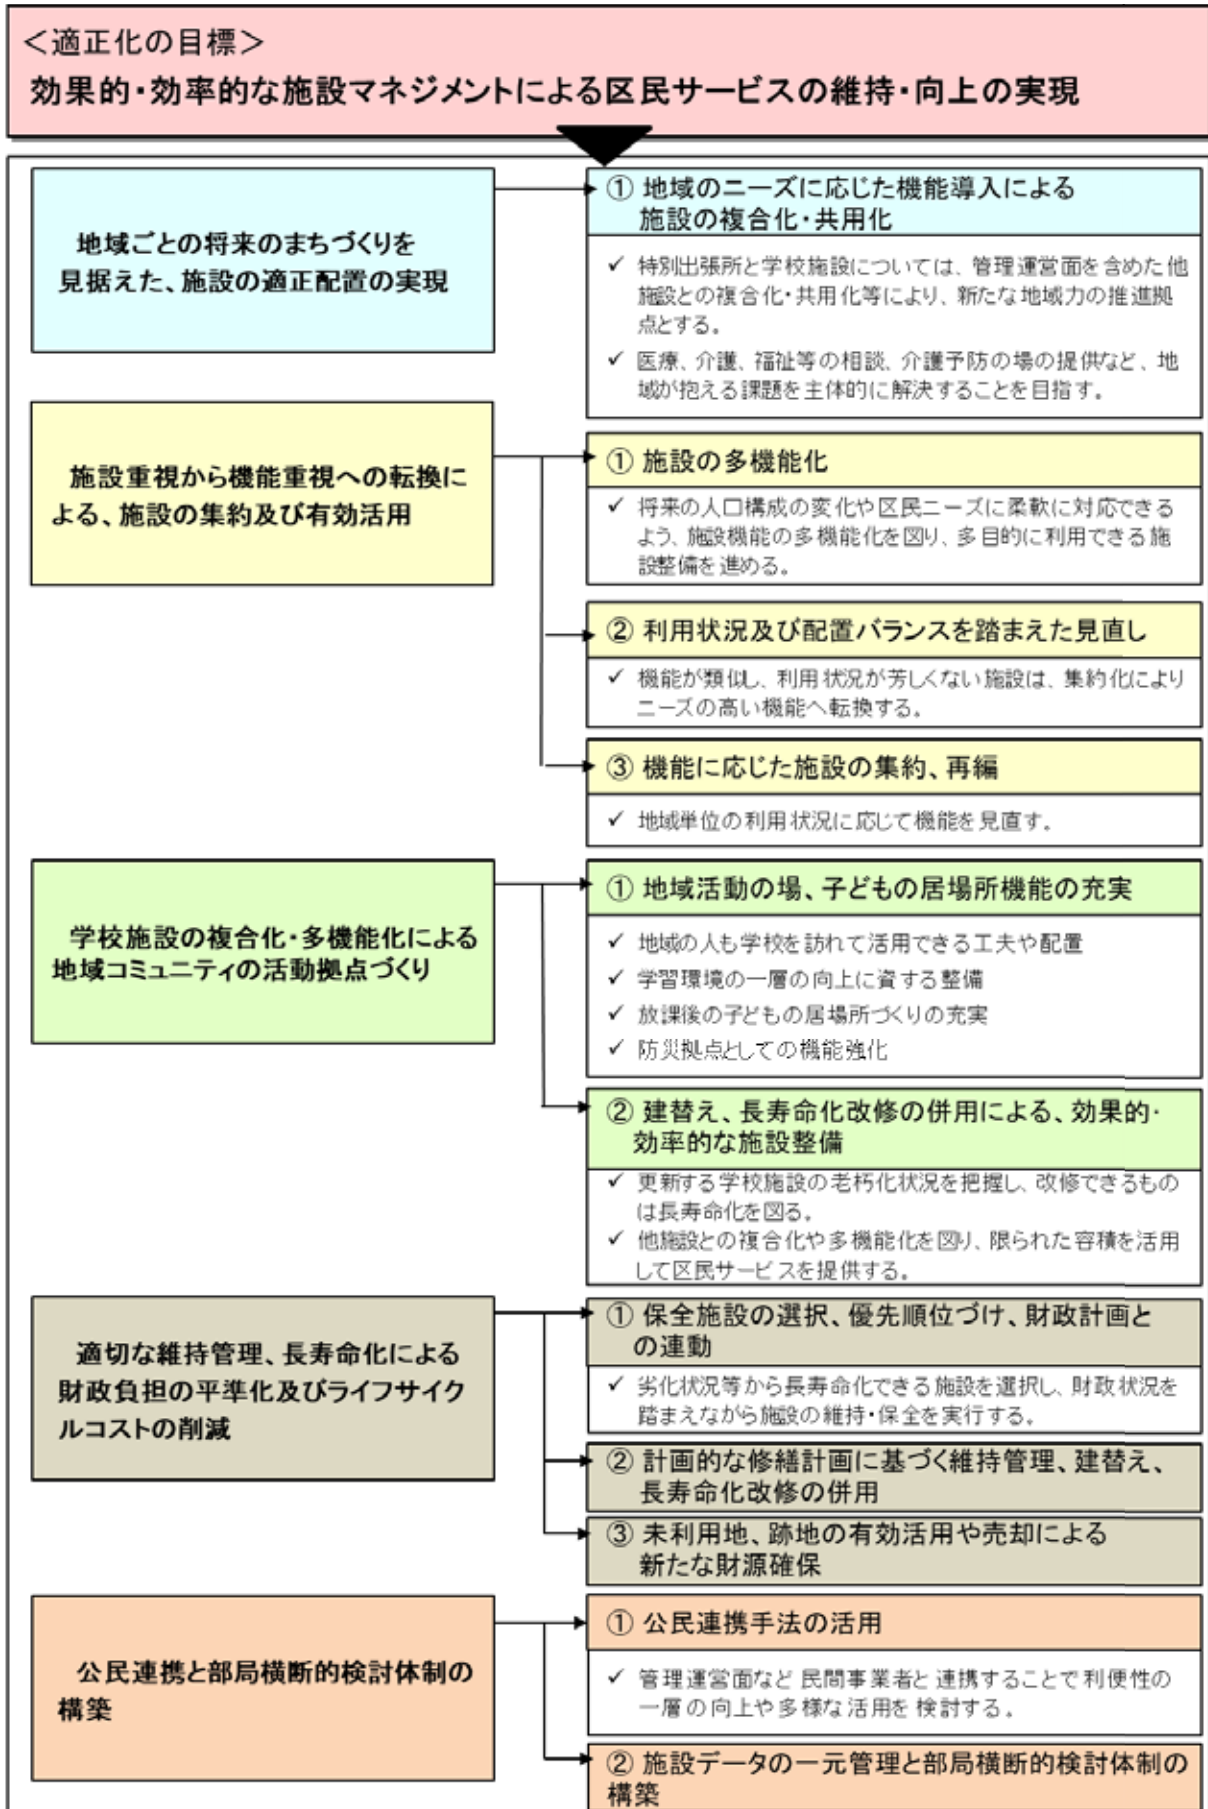 ＜適正化の目標＞
効果的・効率的な施設マネジメントによる区民サービスの維持・向上の実現
地域ごとの将来のまちづくりを
見据えた、施設の適正配置の実現
① 地域のニーズに応じた機能導入による
施設の複合化・共用化
✓ 特別出張所と学校施設については、管理運営面を含めた他
施設との複合化・共用化等により、新たな地域力の推進拠
点とする。
✓ 医療、介護、福祉等の相談、介護予防の場の提供など、地
域が抱える課題を主体的に解決することを目指す。
施設重視から機能重視への転換に
よる、施設の集約及び有効活用
① 施設の多機能化
✓ 将来の人口構成の変化や区民ニーズに柔軟に対応できる
よう、施設機能の多機能化を図り、多目的に利用できる施
設整備を進める。
② 利用状況及び配置バランスを踏まえた見直し
✓ 機能が類似し、利用状況が芳しくない施設は、集約化により
ニーズの高い機能へ転換する。
③ 機能に応じた施設の集約、再編
✓ 地域単位の利用状況に応じて機能を見直す。
学校施設の複合化・多機能化による
地域コミュニティの活動拠点づくり
① 地域活動の場、子どもの居場所機能の充実
✓ 地域の人も学校を訪れて活用できる工夫や配置
✓ 学習環境の一層の向上に資する整備
✓ 放課後の子どもの居場所づくりの充実
✓ 防災拠点としての機能強化
② 建替え、長寿命化改修の併用による、効果的・
効率的な施設整備
✓ 更新する学校施設の老朽化状況を把握し、改修できるもの
は長寿命化を図る。
✓ 他施設との複合化や多機能化を図り、限られた容積を活用
して区民サービスを提供する。
適切な維持管理、長寿命化による
財政負担の平準化及びライフサイク
ルコストの削減
① 保全施設の選択、優先順位づけ、財政計画と
の連動
✓ 劣化状況等から長寿命化できる施設を選択し、財政状況を
踏まえながら施設の維持・保全を実行する。
② 計画的な修繕計画に基づく維持管理、建替え、
長寿命化改修の併用
③ 未利用地、跡地の有効活用や売却による
新たな財源確保
公民連携と部局横断的検討体制の
構築
① 公民連携手法の活用
✓ 管理運営面など民間事業者と連携することで利便性の
一層の向上や多様な活用を検討する。
② 施設データの一元管理と部局横断的検討体制の
構築